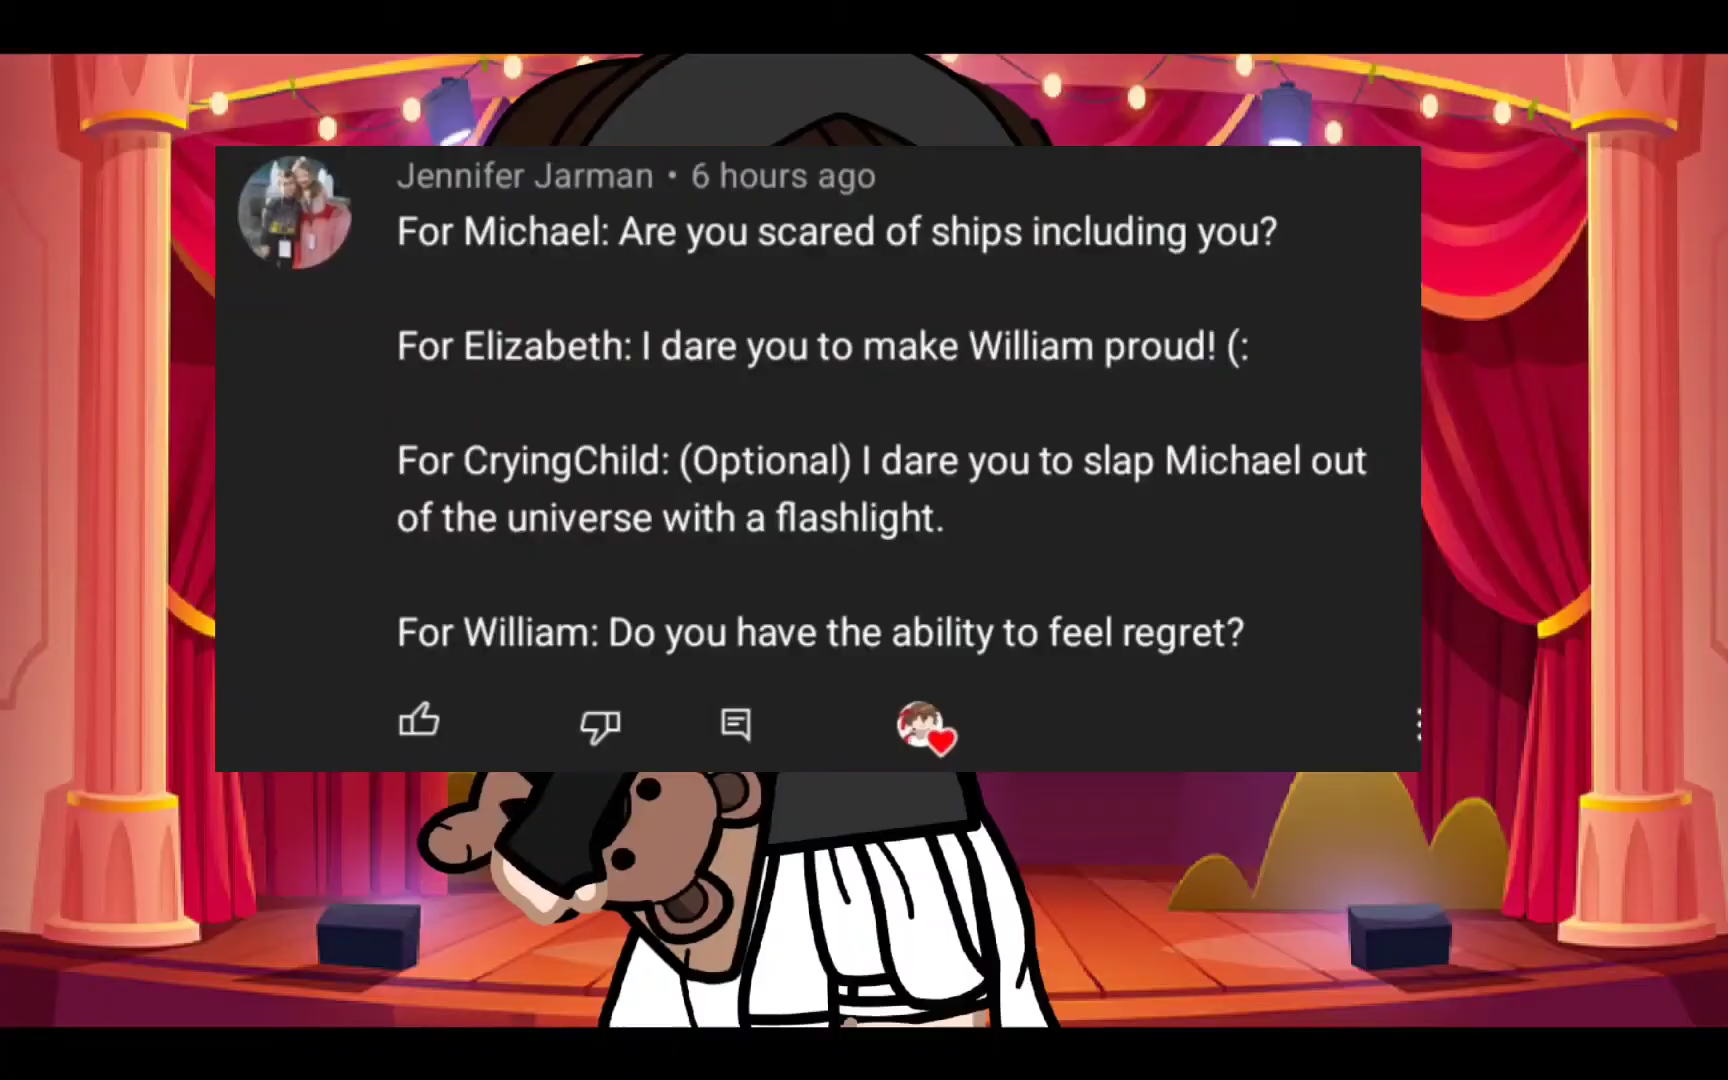 Jennifer Jarman • 6 hours ago
For Michael: Are you scared of ships including you?
For Elizabeth: I dare you to make William proud! (:
For CryingChild: (Optional) I dare you to slap Michael out
of the universe with a flashlight.
For William: Do you have the ability to feel regret?